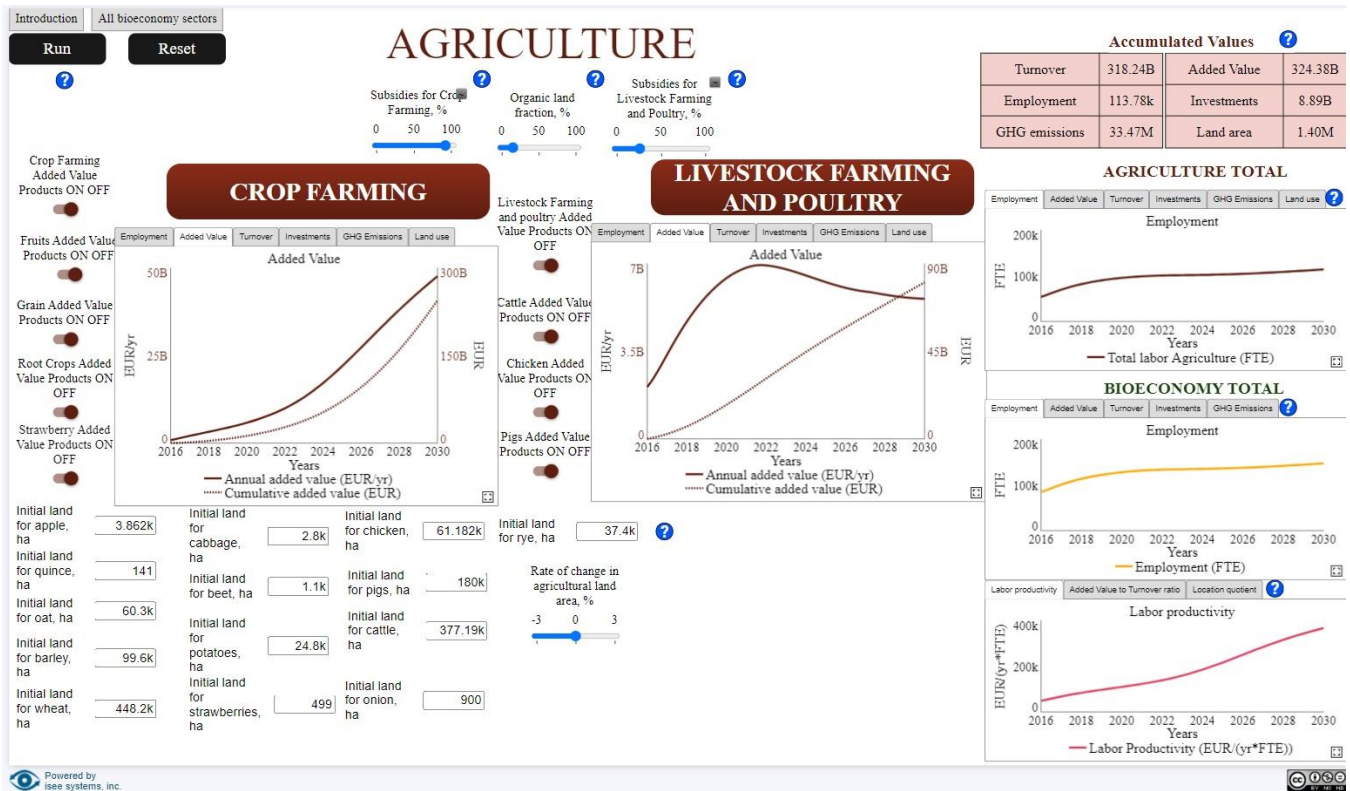 Introduction
All bioeconomy sectors
Run
Reset
AGRICULTURE
Subsidies for Crop
Farming, %
0 50 100
Organic land
fraction, %
0 50 100
Subsidies for
Livestock Farming
and Poultry, %
0 50 100
Accumulated Values
Turnover 318.24B Added Value 324.38B
Employment 113.78k Investments 8.89B
GHG emissions 33.47M Land area 1.40M
Crop Farming
Added Value
Products ON OFF
Fruits Added Value
Products ON OFF
Grain Added Value
Products ON OFF
Root Crops Added
Value Products ON
OFF
Strawberry Added
Value Products ON
OFF
CROP FARMING
Employment Added Value Turnover Investments GHG Emissions Land use
Added Value
50B
25B
0
EUR/yr
300B
150B
0
EUR
2016 2018 2020 2022 2024 2026 2028 2030
Years
Annual added value (EUR/yr)
Cumulative added value (EUR)
Livestock Farming
and poultry Added
Value Products ON
OFF
Cattle Added Value
Products ON OFF
Chicken Added
Value Products ON
OFF
Pigs Added Value
Products ON OFF
LIVESTOCK FARMING
AND POULTRY
Employment Added Value Turnover Investments GHG Emissions Land use
Added Value
7B
3.5B
0
EUR/yr
90B
45B
0
EUR
2016 2018 2020 2022 2024 2026 2028 2030
Years
Annual added value (EUR/yr)
Cumulative added value (EUR)
AGRICULTURE TOTAL
Employment Added Value Turnover Investments GHG Emissions Land use
Employment
200k
100k
0
FTE
2016 2018 2020 2022 2024 2026 2028 2030
Years
Total labor Agriculture (FTE)
BIOECONOMY TOTAL
Employment Added Value Turnover Investments GHG Emissions
Employment
200k
100k
0
FTE
2016 2018 2020 2022 2024 2026 2028 2030
Years
Employment (FTE)
Labor productivity Added Value to Turnover ratio Location quotient
Labor productivity
400k
200k
0
EUR/(yr*FTE)
2016 2018 2020 2022 2024 2026 2028 2030
Years
Labor Productivity (EUR/(yr*FTE))
Initial land
for apple,
ha
3.862k
Initial land
for quince,
ha
141
Initial land
for oat, ha
60.3k
Initial land
for barley,
ha
99.6k
Initial land
for wheat,
ha
448.2k
Initial land
for
cabbage,
ha
2.8k
Initial land
for beet, ha
1.1k
Initial land
for
potatoes,
ha
24.8k
Initial land
for
strawberries,
ha
499
Initial land
for chicken,
ha
61.182k
Initial land
for pigs, ha
180k
Initial land
for cattle,
ha
377.19k
Initial land
for onion,
ha
900
Initial land
for rye, ha
37.4k
Rate of change in
agricultural land
area, %
-3 0 3
Powered by
isee systems, inc.